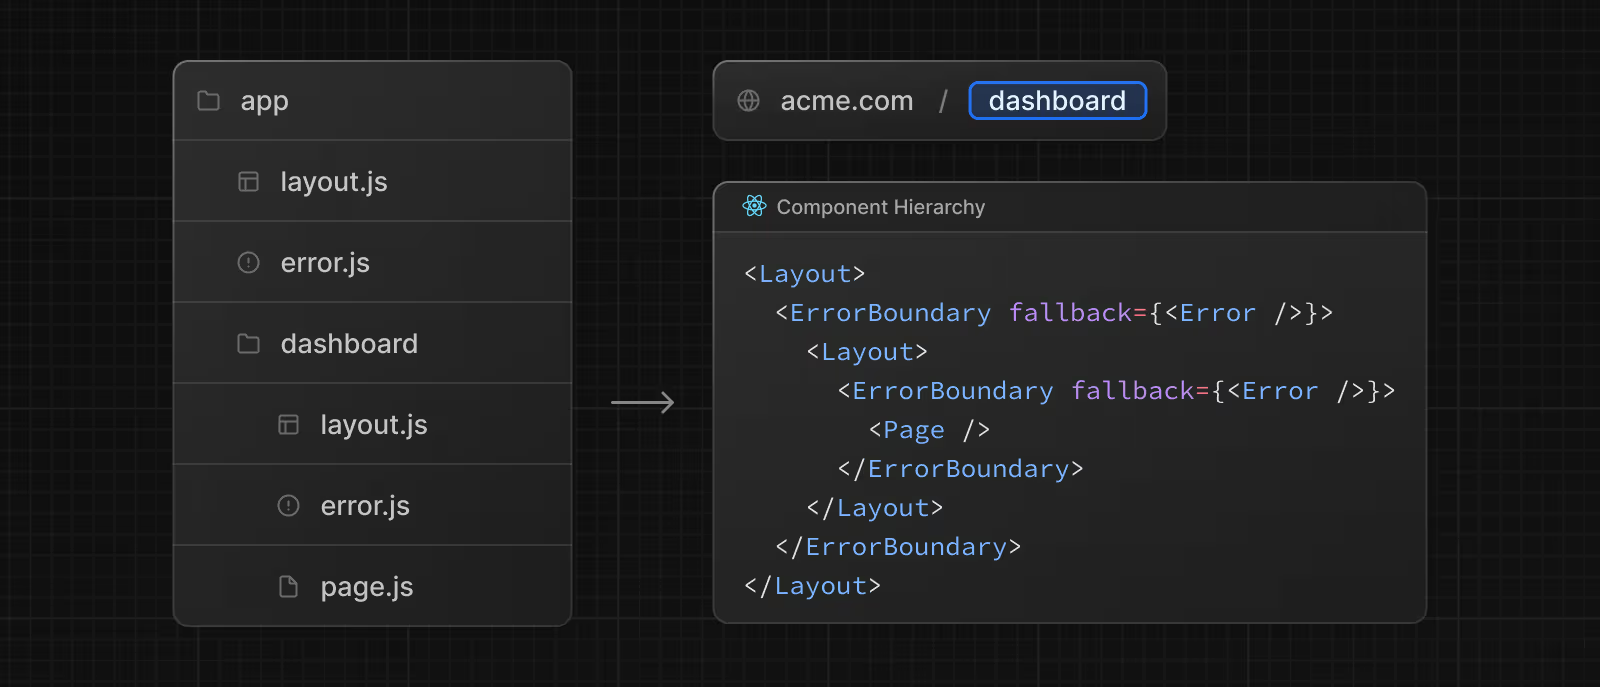 app
layout.js
error.js
dashboard
layout.js
error.js
page.js
acme.com / dashboard
Component Hierarchy
<Layout>
  <ErrorBoundary fallback={<Error />}>
    <Layout>
      <ErrorBoundary fallback={<Error />}>
        <Page />
      </ErrorBoundary>
    </Layout>
  </ErrorBoundary>
</Layout>